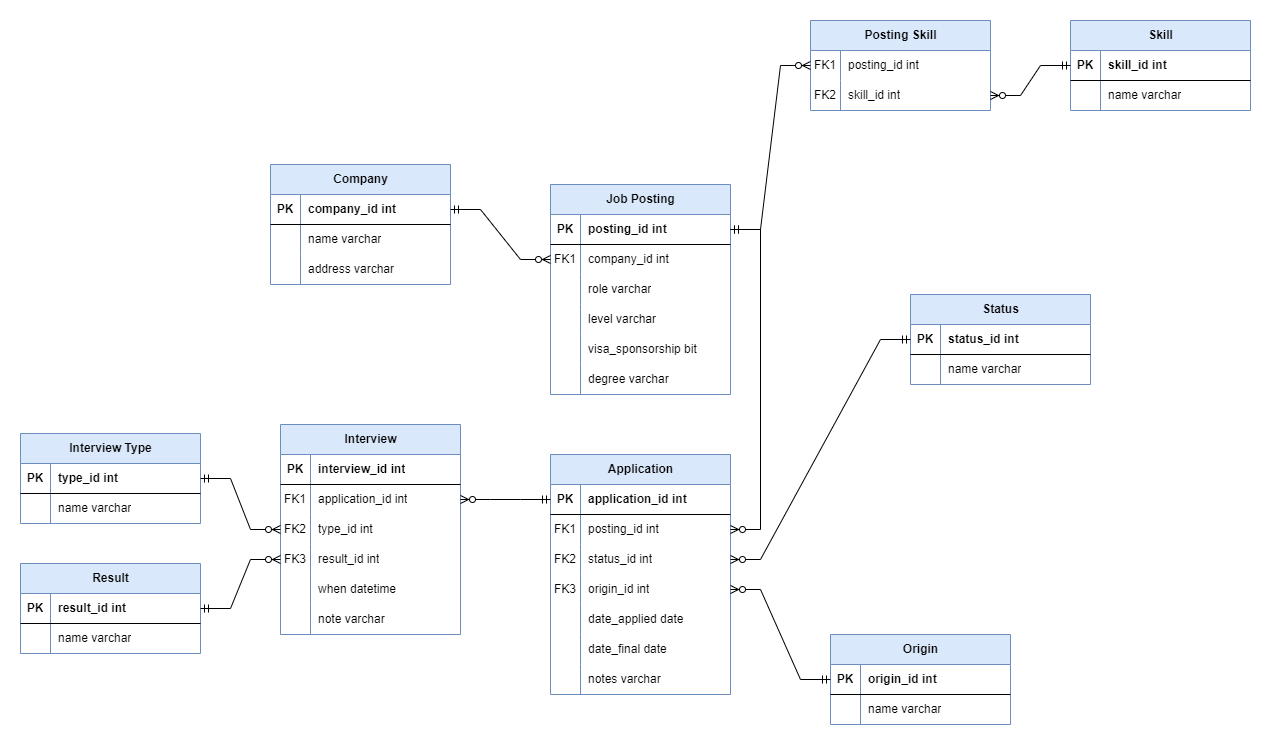 Posting Skill
FK1 posting_id int
FK2 skill_id int
Skill
PK skill_id int
name varchar
Company
PK company_id int
name varchar
address varchar
Job Posting
PK posting_id int
FK1 company_id int
role varchar
level varchar
visa_sponsorship bit
degree varchar
Status
PK status_id int
name varchar
Interview Type
PK type_id int
name varchar
Interview
PK interview_id int
FK1 application_id int
FK2 type_id int
FK3 result_id int
when datetime
note varchar
Application
PK application_id int
FK1 posting_id int
FK2 status_id int
FK3 origin_id int
date_applied date
date_final date
notes varchar
Result
PK result_id int
name varchar
Origin
PK origin_id int
name varchar